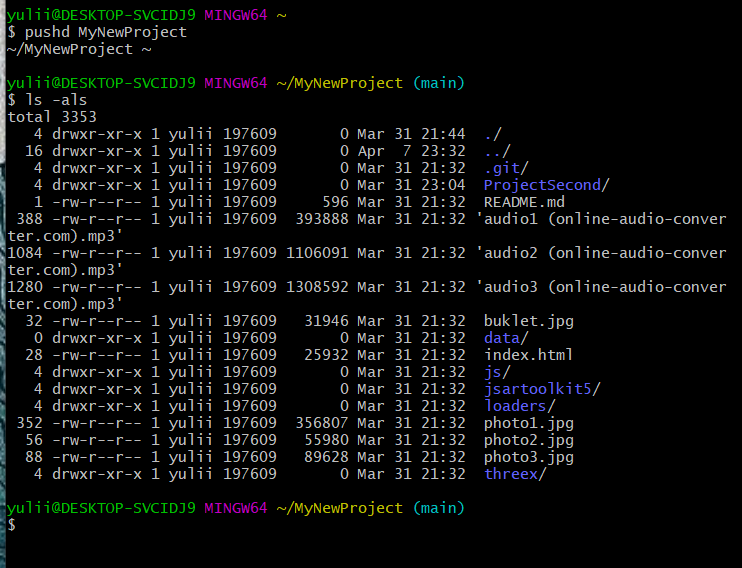 yulii@DESKTOP-SVCIDJ9 MINGW64 ~
$ pushd MyNewProject
~/MyNewProject ~
yulii@DESKTOP-SVCIDJ9 MINGW64 ~/MyNewProject (main)
$ ls -als
total 3353
   4 drwxr-xr-x 1 yulii 197609       0 Mar 31 21:44  ./
  16 drwxr-xr-x 1 yulii 197609       0 Apr  7 23:32  ../
   4 drwxr-xr-x 1 yulii 197609       0 Mar 31 21:32  .git/
   4 drwxr-xr-x 1 yulii 197609       0 Mar 31 23:04  ProjectSecond/
   1 -rw-r--r-- 1 yulii 197609     596 Mar 31 21:32  README.md
 388 -rw-r--r-- 1 yulii 197609  393888 Mar 31 21:32 'audio1 (online-audio-conver
ter.com).mp3'
1084 -rw-r--r-- 1 yulii 197609 1106091 Mar 31 21:32 'audio2 (online-audio-conver
ter.com).mp3'
1280 -rw-r--r-- 1 yulii 197609 1308592 Mar 31 21:32 'audio3 (online-audio-conver
ter.com).mp3'
  32 -rw-r--r-- 1 yulii 197609   31946 Mar 31 21:32  buklet.jpg
   0 drwxr-xr-x 1 yulii 197609       0 Mar 31 21:32  data/
  28 -rw-r--r-- 1 yulii 197609   25932 Mar 31 21:32  index.html
   4 drwxr-xr-x 1 yulii 197609       0 Mar 31 21:32  js/
   4 drwxr-xr-x 1 yulii 197609       0 Mar 31 21:32  jsartoolkit5/
   4 drwxr-xr-x 1 yulii 197609       0 Mar 31 21:32  loaders/
 352 -rw-r--r-- 1 yulii 197609  356807 Mar 31 21:32  photo1.jpg
  56 -rw-r--r-- 1 yulii 197609   55980 Mar 31 21:32  photo2.jpg
  88 -rw-r--r-- 1 yulii 197609   89628 Mar 31 21:32  photo3.jpg
   4 drwxr-xr-x 1 yulii 197609       0 Mar 31 21:32  threex/
yulii@DESKTOP-SVCIDJ9 MINGW64 ~/MyNewProject (main)
$